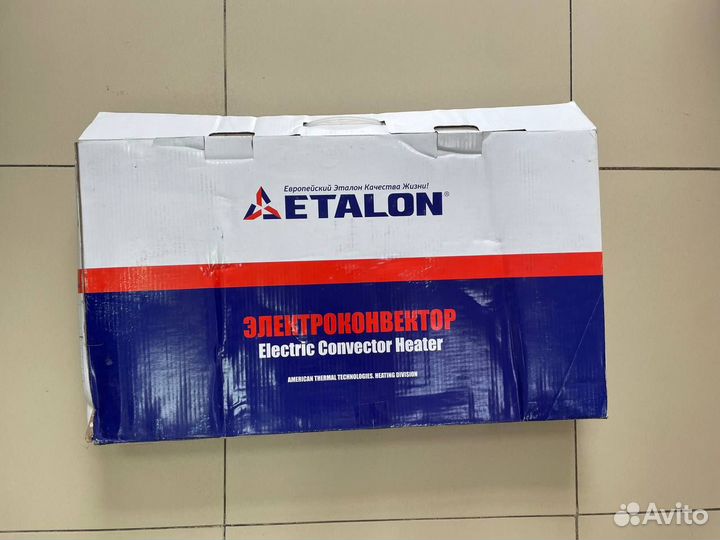 Европейский Эталон Качества Жизни!
ETALON®
ЭЛЕКТРОКОНВЕКТОР
Electric Convector Heater
AMERICAN THERMAL TECHNOLOGIES. HEATING DIVISION
Avito